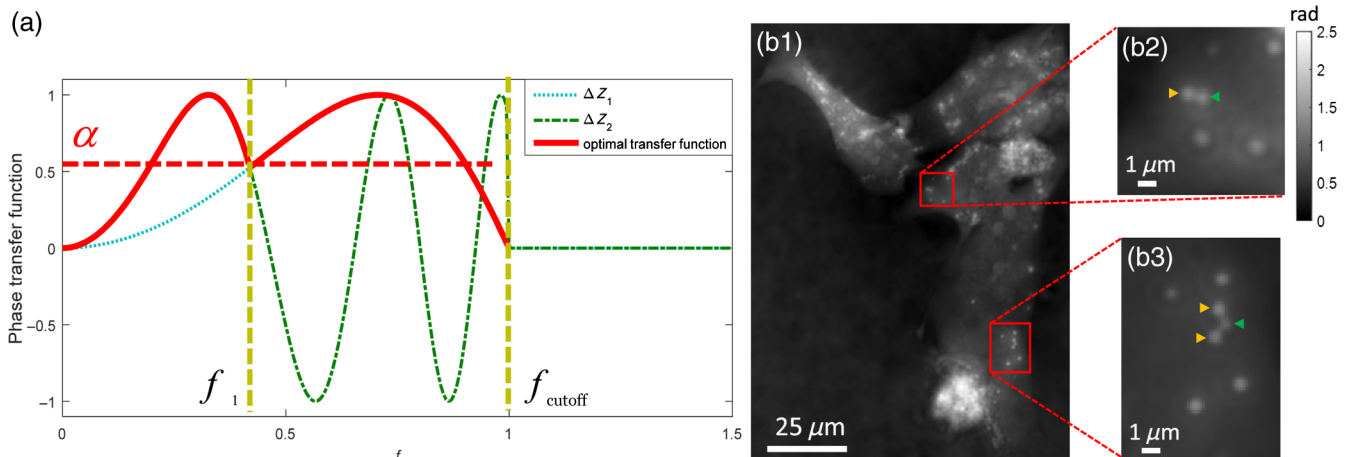 (a)
Phase transfer function
1
0.5
0
−0.5
−1
α
ΔZ1
ΔZ2
optimal transfer function
f1
fcutoff
0
0.5
1
1.5
f
(b1)
25 μm
(b2)
1 μm
rad
2.5
2
1.5
1
0.5
0
(b3)
1 μm